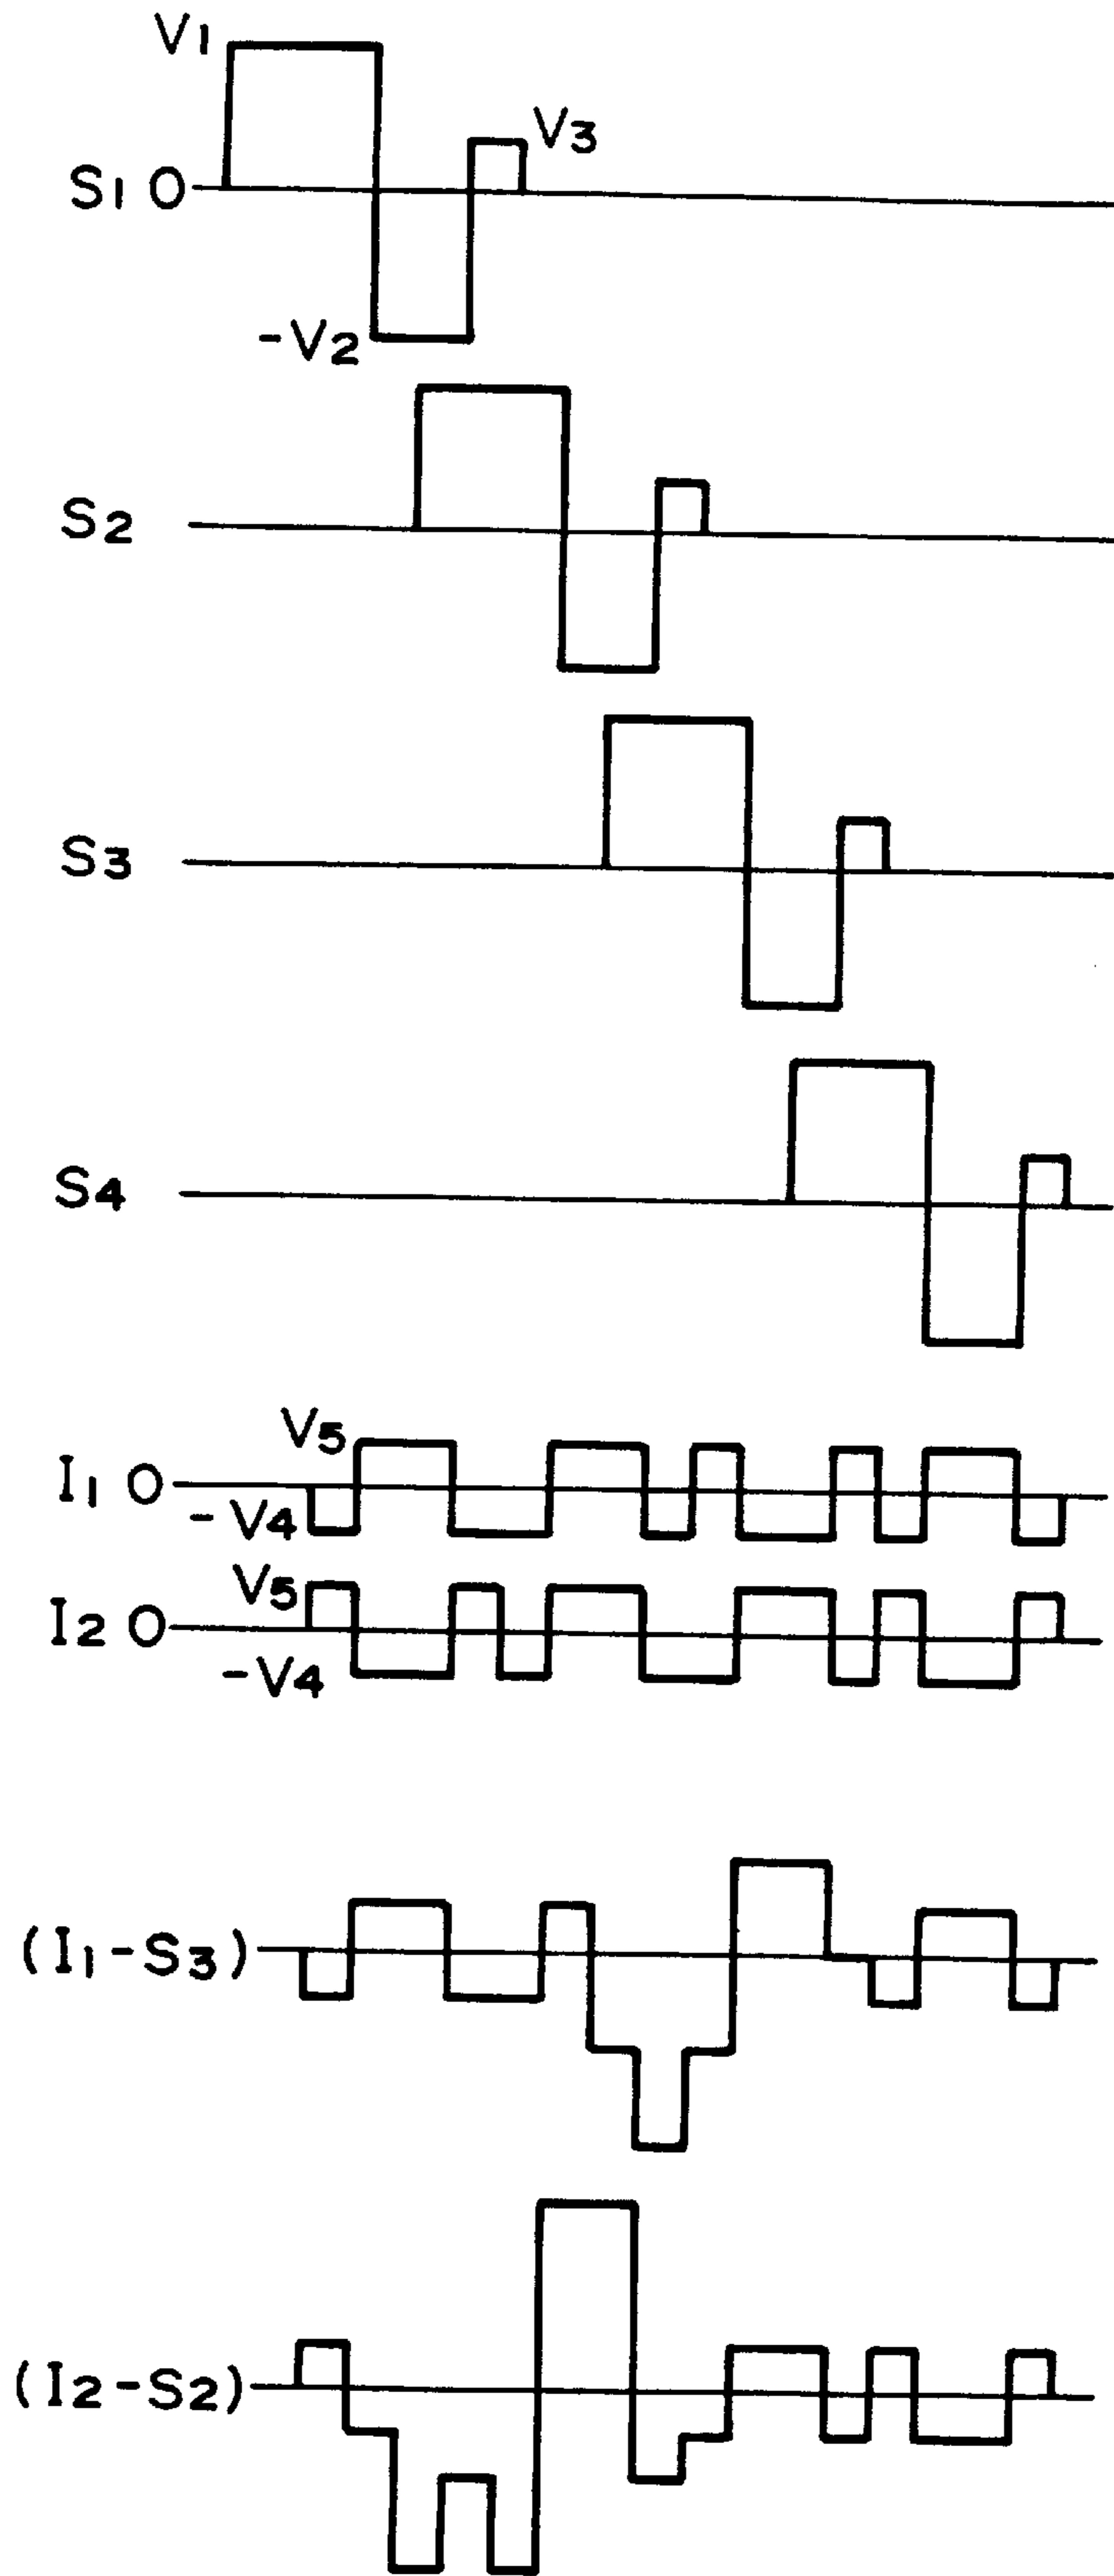 V1
V3
S1 0
-V2
S2
S3
S4
V5
I1 0
-V4
V5
I2 0
-V4
(I1-S3)
(I2-S2)